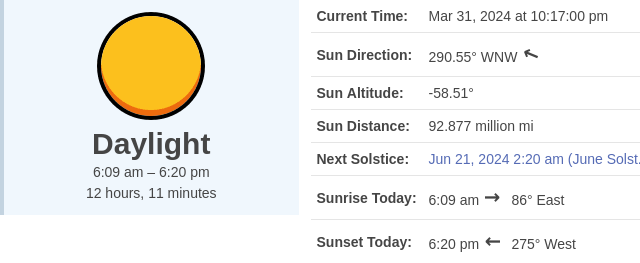 Daylight
6:09 am – 6:20 pm
12 hours, 11 minutes
Current Time: Mar 31, 2024 at 10:17:00 pm
Sun Direction: 290.55° WNW ↑
Sun Altitude: -58.51°
Sun Distance: 92.877 million mi
Next Solstice: Jun 21, 2024 2:20 am (June Solst.
Sunrise Today: 6:09 am → 86° East
Sunset Today: 6:20 pm ← 275° West